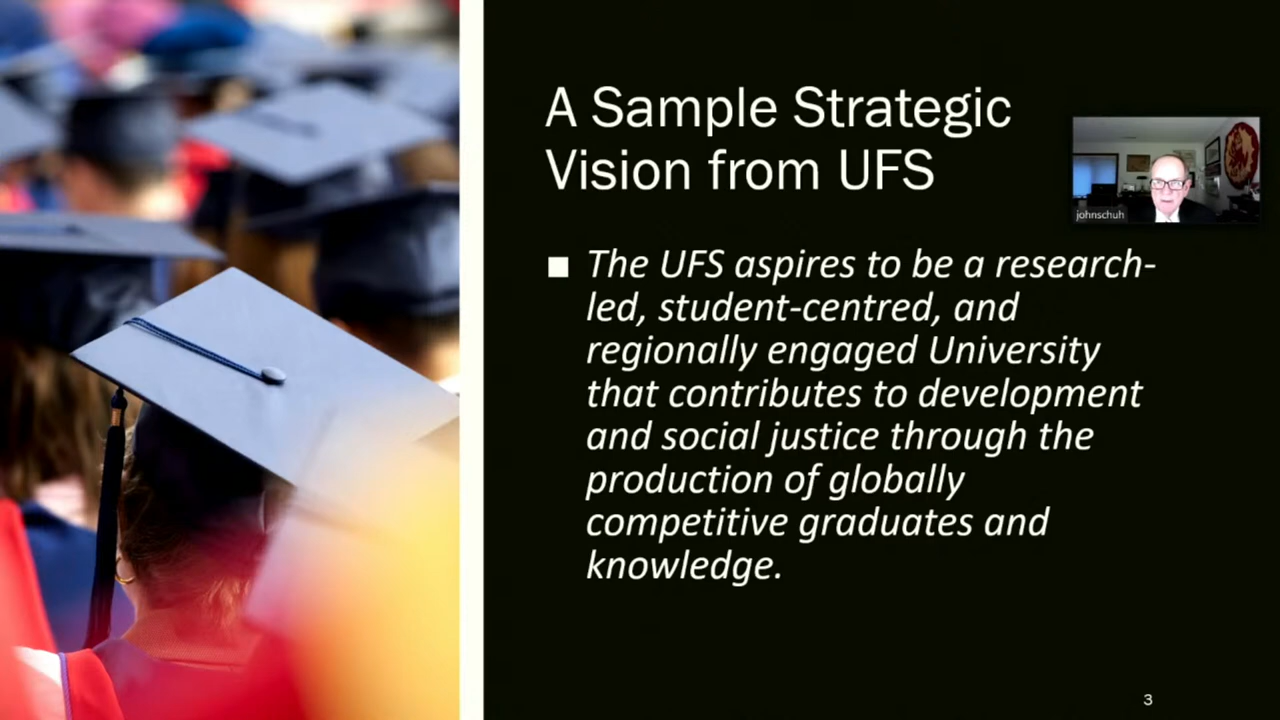 A Sample Strategic
Vision from UFS
johnschuh
The UFS aspires to be a research-
led, student-centred, and
regionally engaged University
that contributes to development
and social justice through the
production of globally
competitive graduates and
knowledge.
3